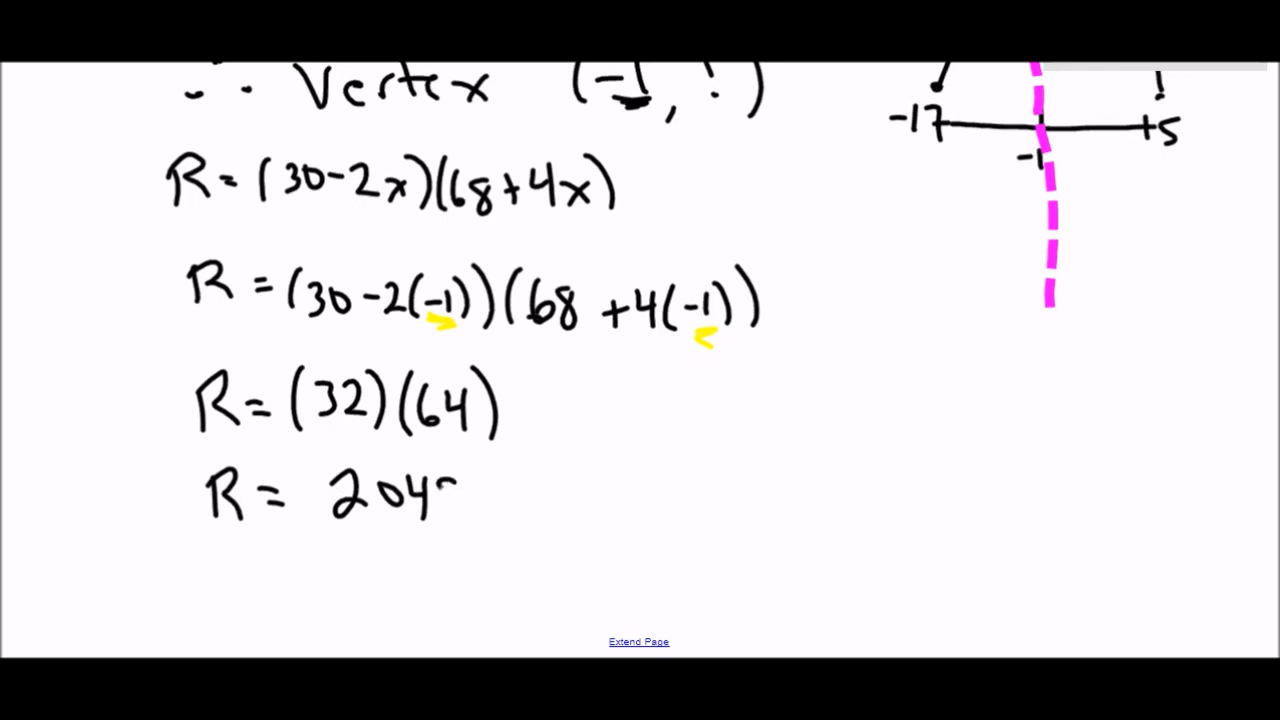 ∴ Vertex (-1, ?)
-17 +5
-1
R = (30-2x)(68+4x)
R = (30-2(-1))(68+4(-1))
R = (32)(64)
R = 204
Extend Page